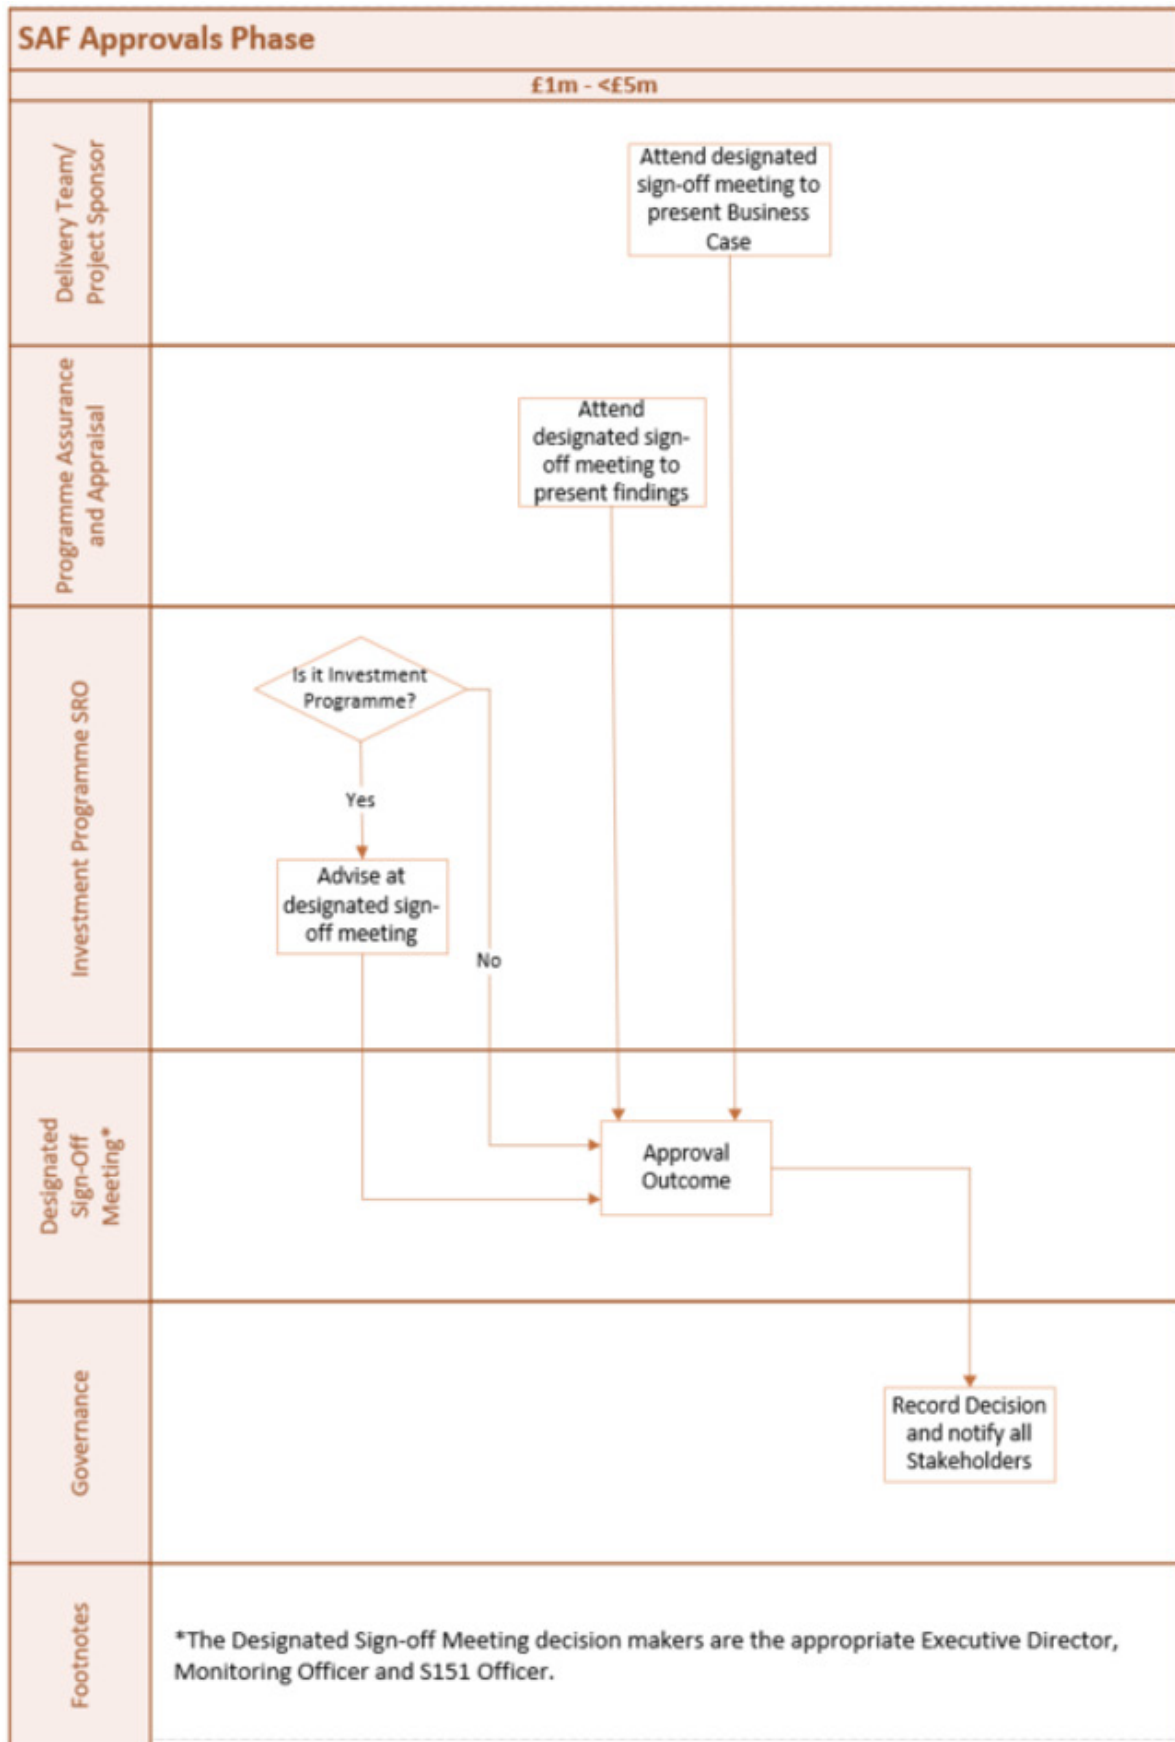 SAF Approvals Phase
£1m - <£5m
Delivery Team/
Project Sponsor
Attend designated
sign-off meeting to
present Business
Case
Programme Assurance
and Appraisal
Attend
designated sign-
off meeting to
present findings
Investment Programme SRO
Is it Investment
Programme?
Yes
Advise at
designated sign-
off meeting
No
Designated
Sign-Off
Meeting*
Approval
Outcome
Governance
Record Decision
and notify all
Stakeholders
Footnotes
*The Designated Sign-off Meeting decision makers are the appropriate Executive Director,
Monitoring Officer and S151 Officer.